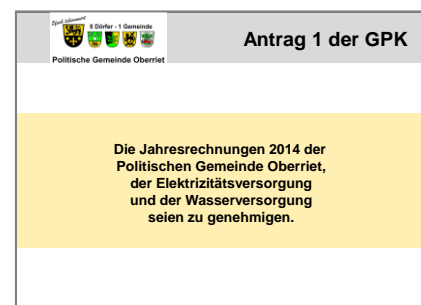 5 Dörfer - 1 Gemeinde
Politische Gemeinde Oberriet
Antrag 1 der GPK
Die Jahresrechnungen 2014 der
Politischen Gemeinde Oberriet,
der Elektrizitätsversorgung
und der Wasserversorgung
seien zu genehmigen.